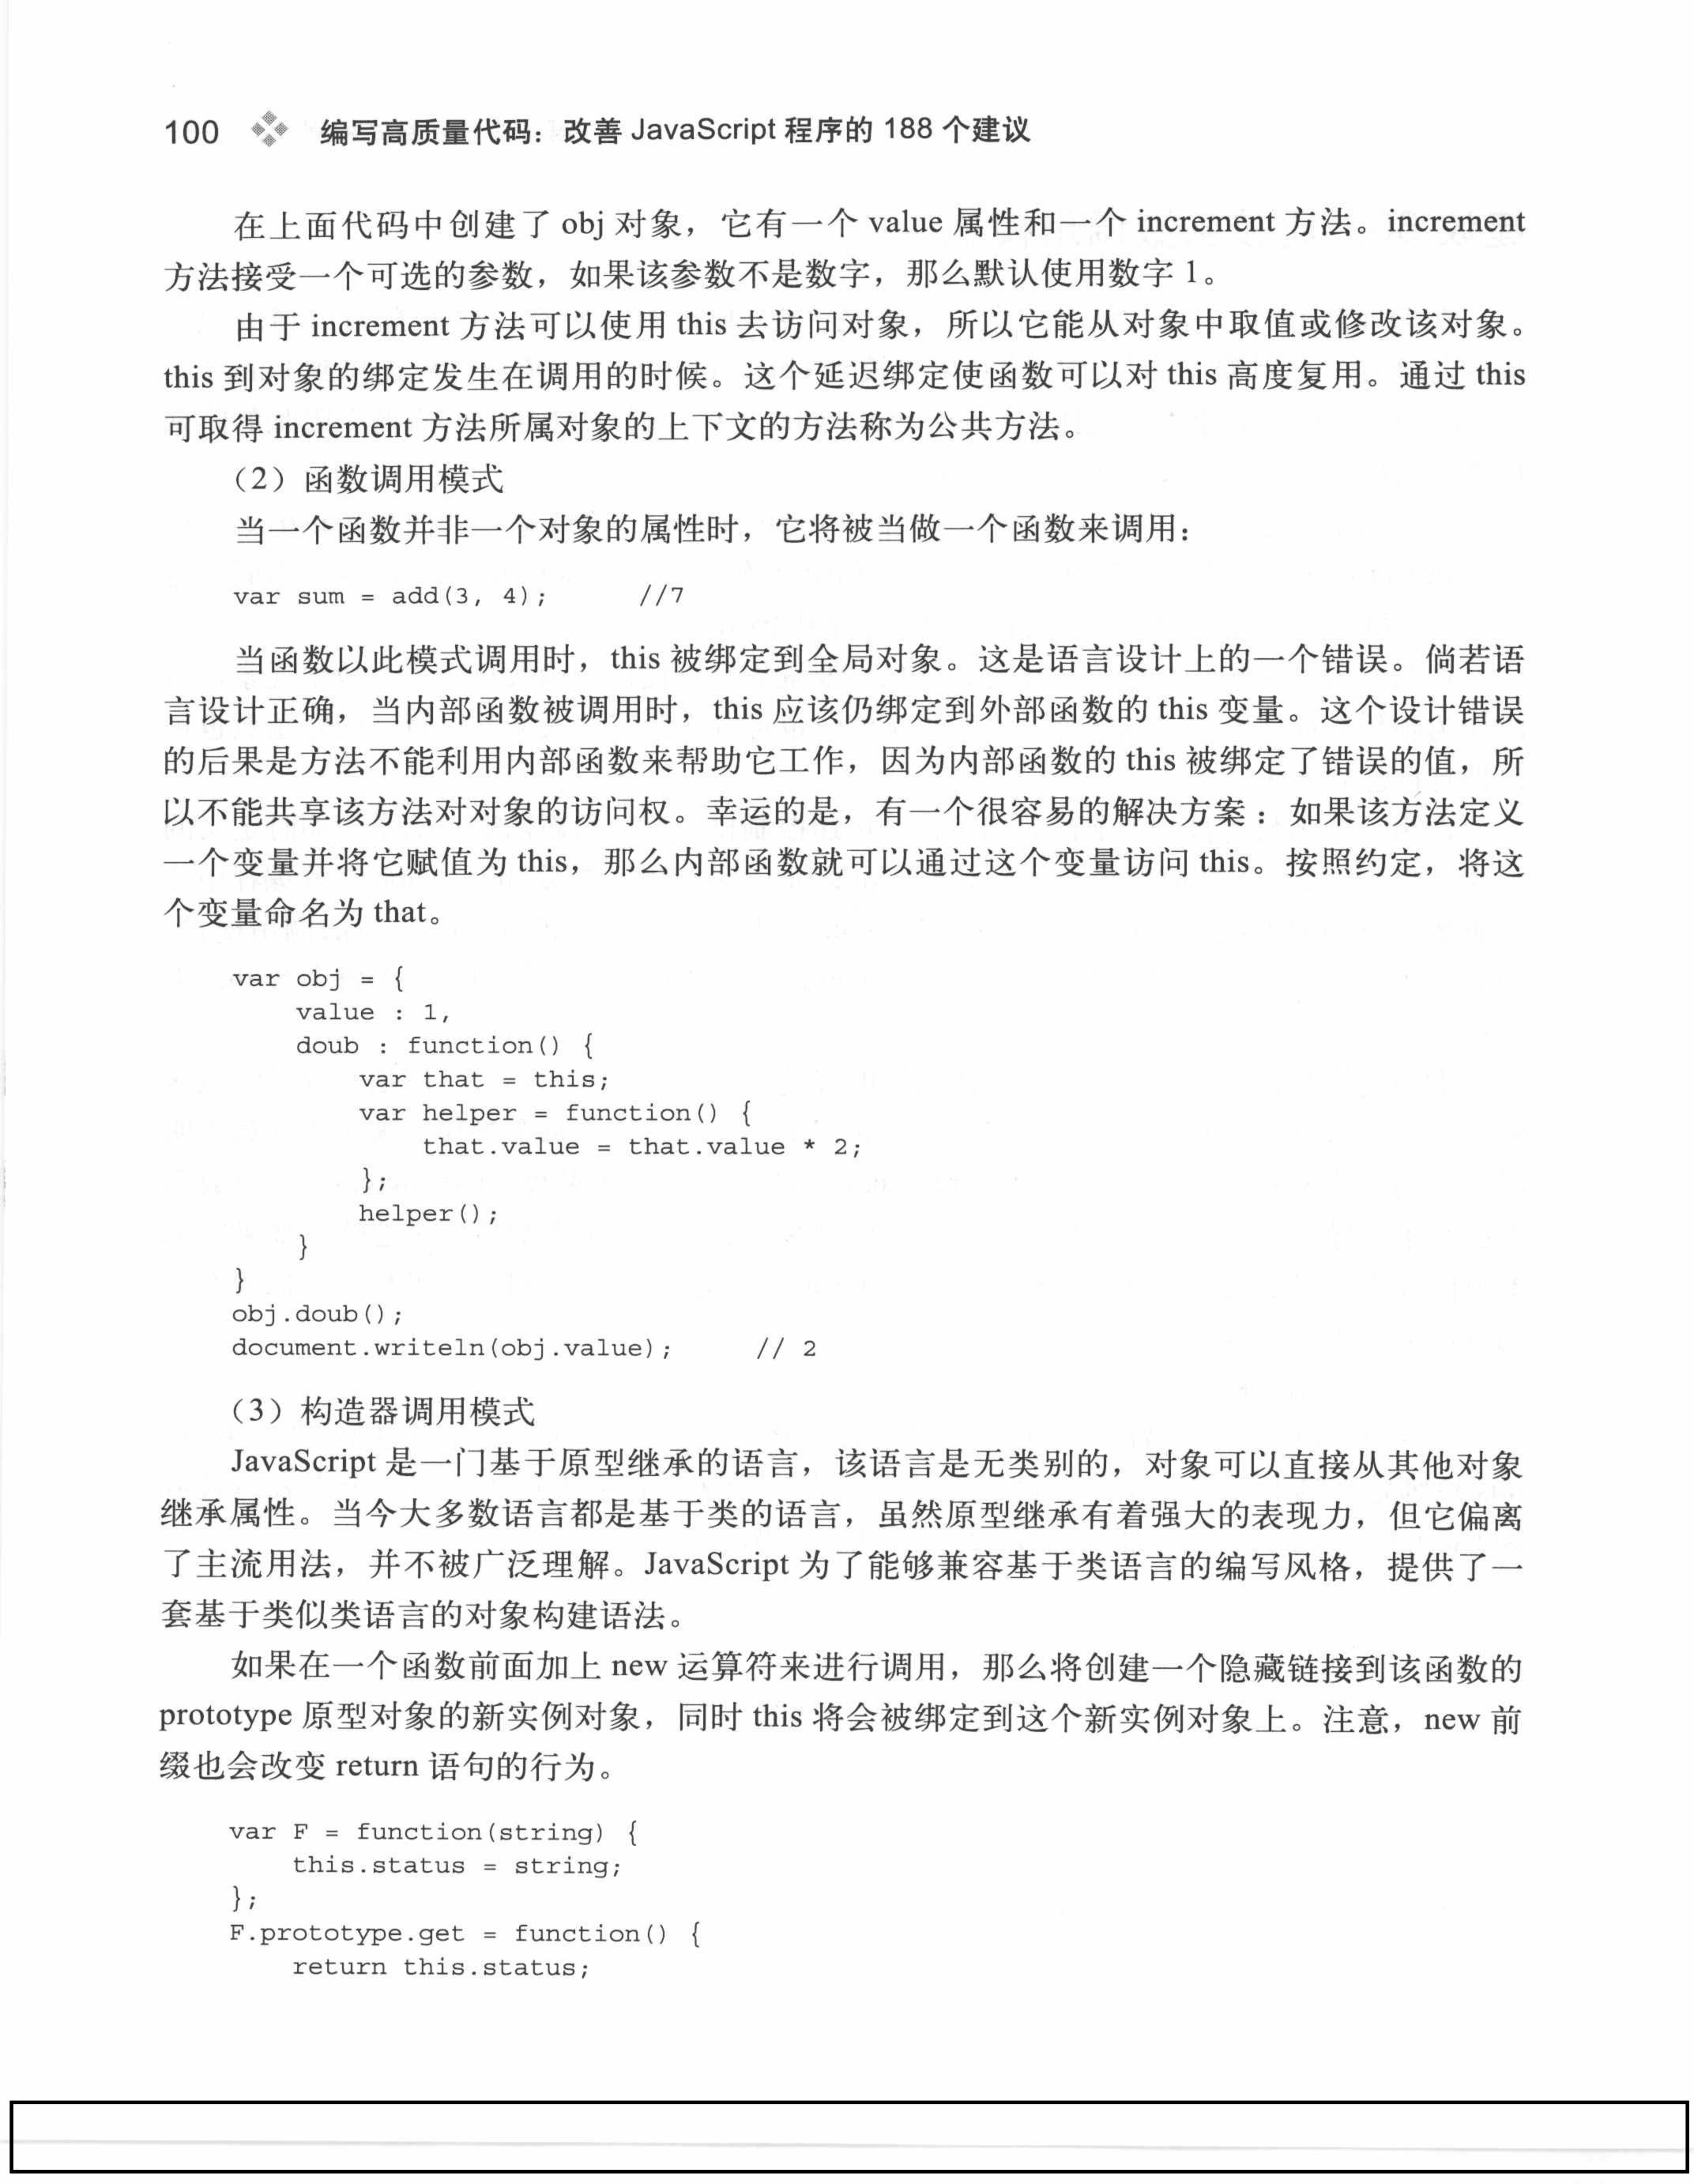 100 编写高质量代码：改善 JavaScript 程序的 188 个建议
在上面代码中创建了 obj 对象，它有一个 value 属性和一个 increment 方法。increment
方法接受一个可选的参数，如果该参数不是数字，那么默认使用数字 1。
由于 increment 方法可以使用 this 去访问对象，所以它能从对象中取值或修改该对象。
this 到对象的绑定发生在调用的时候。这个延迟绑定使函数可以对 this 高度复用。通过 this
可取得 increment 方法所属对象的上下文的方法称为公共方法。
（2）函数调用模式
当一个函数并非一个对象的属性时，它将被当做一个函数来调用：
var sum = add(3, 4);      //7
当函数以此模式调用时，this 被绑定到全局对象。这是语言设计上的一个错误。倘若语
言设计正确，当内部函数被调用时，this 应该仍绑定到外部函数的 this 变量。这个设计错误
的后果是方法不能利用内部函数来帮助它工作，因为内部函数的 this 被绑定了错误的值，所
以不能共享该方法对对象的访问权。幸运的是，有一个很容易的解决方案：如果该方法定义
一个变量并将它赋值为 this，那么内部函数就可以通过这个变量访问 this。按照约定，将这
个变量命名为 that。
var obj = {
    value : 1,
    doub : function() {
        var that = this;
        var helper = function() {
            that.value = that.value * 2;
        };
        helper();
    }
}
obj.doub();
document.writeln(obj.value);     // 2
（3）构造器调用模式
JavaScript 是一门基于原型继承的语言，该语言是无类别的，对象可以直接从其他对象
继承属性。当今大多数语言都是基于类的语言，虽然原型继承有着强大的表现力，但它偏离
了主流用法，并不被广泛理解。JavaScript 为了能够兼容基于类语言的编写风格，提供了一
套基于类似类语言的对象构建语法。
如果在一个函数前面加上 new 运算符来进行调用，那么将创建一个隐藏链接到该函数的
prototype 原型对象的新实例对象，同时 this 将会被绑定到这个新实例对象上。注意，new 前
缀也会改变 return 语句的行为。
var F = function(string) {
    this.status = string;
};
F.prototype.get = function() {
    return this.status;